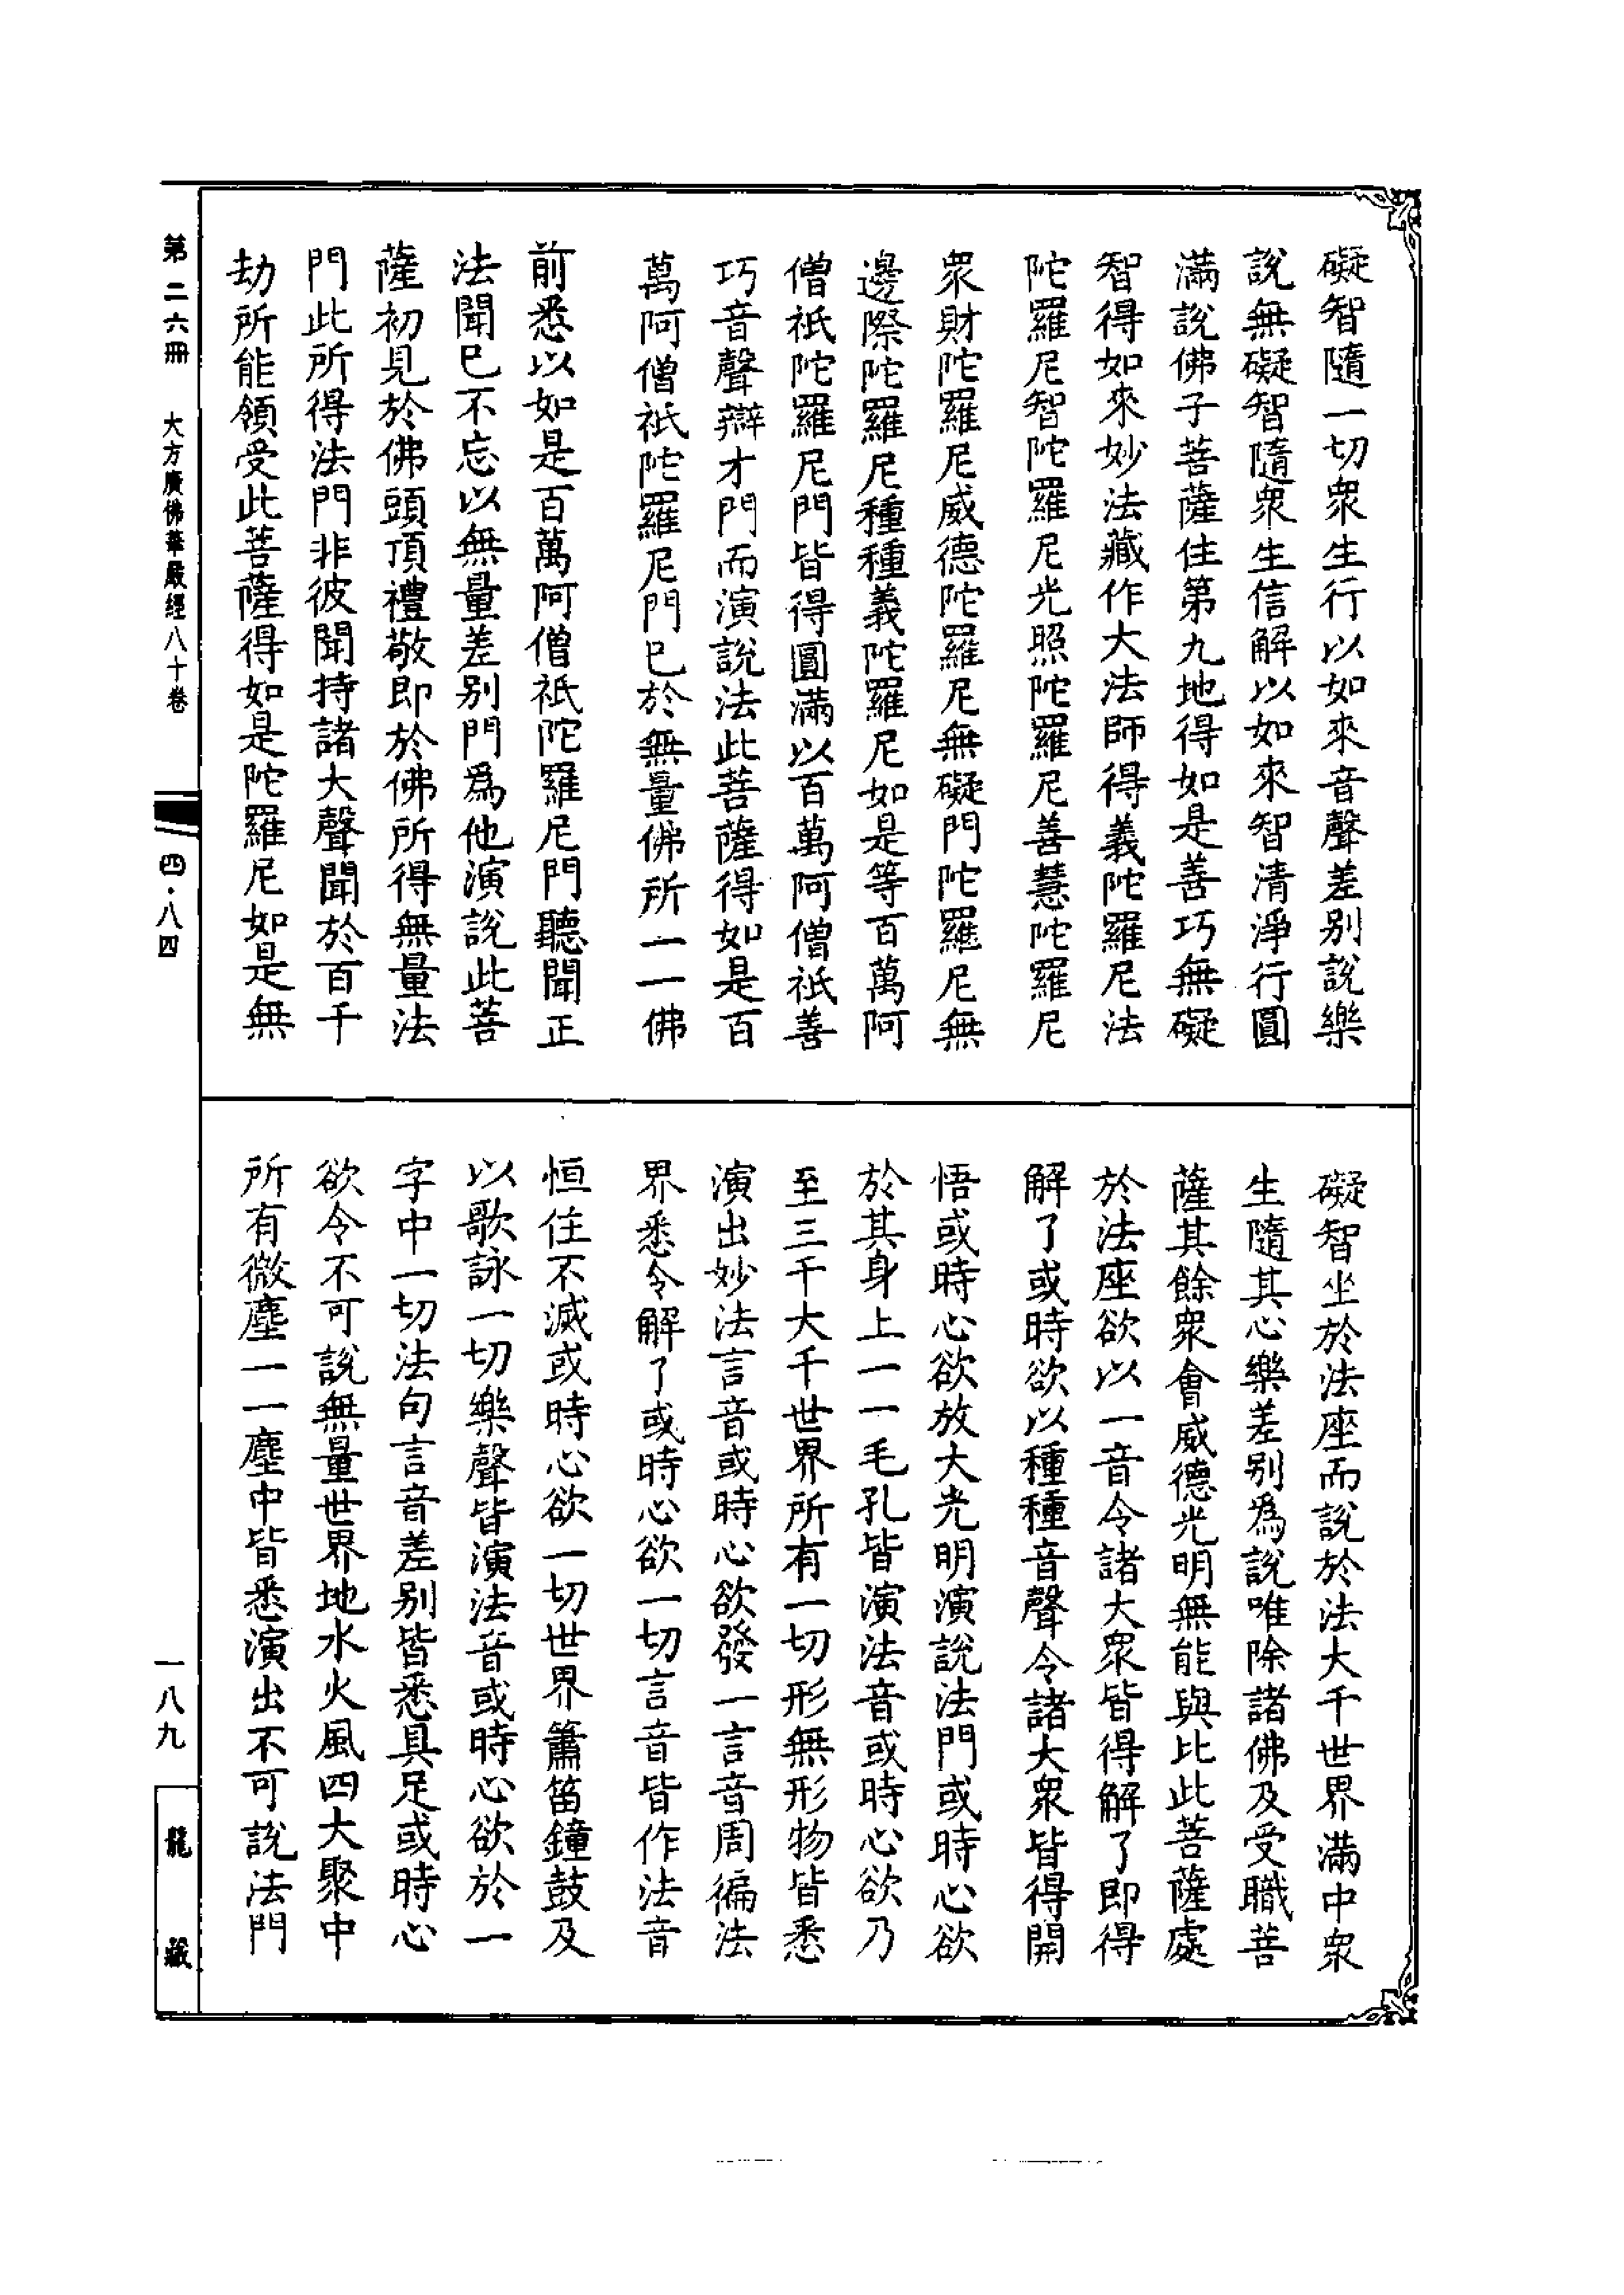 礙智隨一切衆生行以如來音聲差别說樂
說無礙智隨衆生信解以如來智清淨行圓
滿說佛子菩薩住第九地得如是善巧無礙
智得如來妙法藏作大法師得義陀羅尼法
陀羅尼智陀羅尼光照陀羅尼善慧陀羅尼
衆財陀羅尼威德陀羅尼無礙門陀羅尼無
邊際陀羅尼種種義陀羅尼如是等百萬阿
僧祇陀羅尼門皆得圓滿以百萬阿僧祇善
巧音聲辯才門而演說法此菩薩得如是百
萬阿僧祇陀羅尼門已於無量佛所一一佛
前悉以如是百萬阿僧祇陀羅尼門聽聞正
法聞已不忘以無量差别門爲他演說此菩
薩初見於佛頭頂禮敬即於佛所得無量法
門此所得法門非彼聞持諸大聲聞於百千
劫所能領受此菩薩得如是陀羅尼如是無
礙智坐於法座而說於法大千世界滿中衆
生隨其心樂差别爲說唯除諸佛及受職菩
薩其餘衆會威德光明無能與比此菩薩處
於法座欲以一音令諸大衆皆得解了即得
解了或時欲以種種音聲令諸大衆皆得開
悟或時心欲放大光明演說法門或時心欲
於其身上一一毛孔皆演法音或時心欲乃
至三千大千世界所有一切形無形物皆悉
演出妙法言音或時心欲發一言音周徧法
界悉令解了或時心欲一切言音皆作法音
恒住不滅或時心欲一切世界簫笛鐘鼓及
以歌詠一切樂聲皆演法音或時心欲於一
字中一切法句言音差别皆悉具足或時心
欲令不可說無量世界地水火風四大聚中
所有微塵一一塵中皆悉演出不可說法門
第二六冊　大方廣佛華嚴經八十卷
四·八四
一八九
龍藏